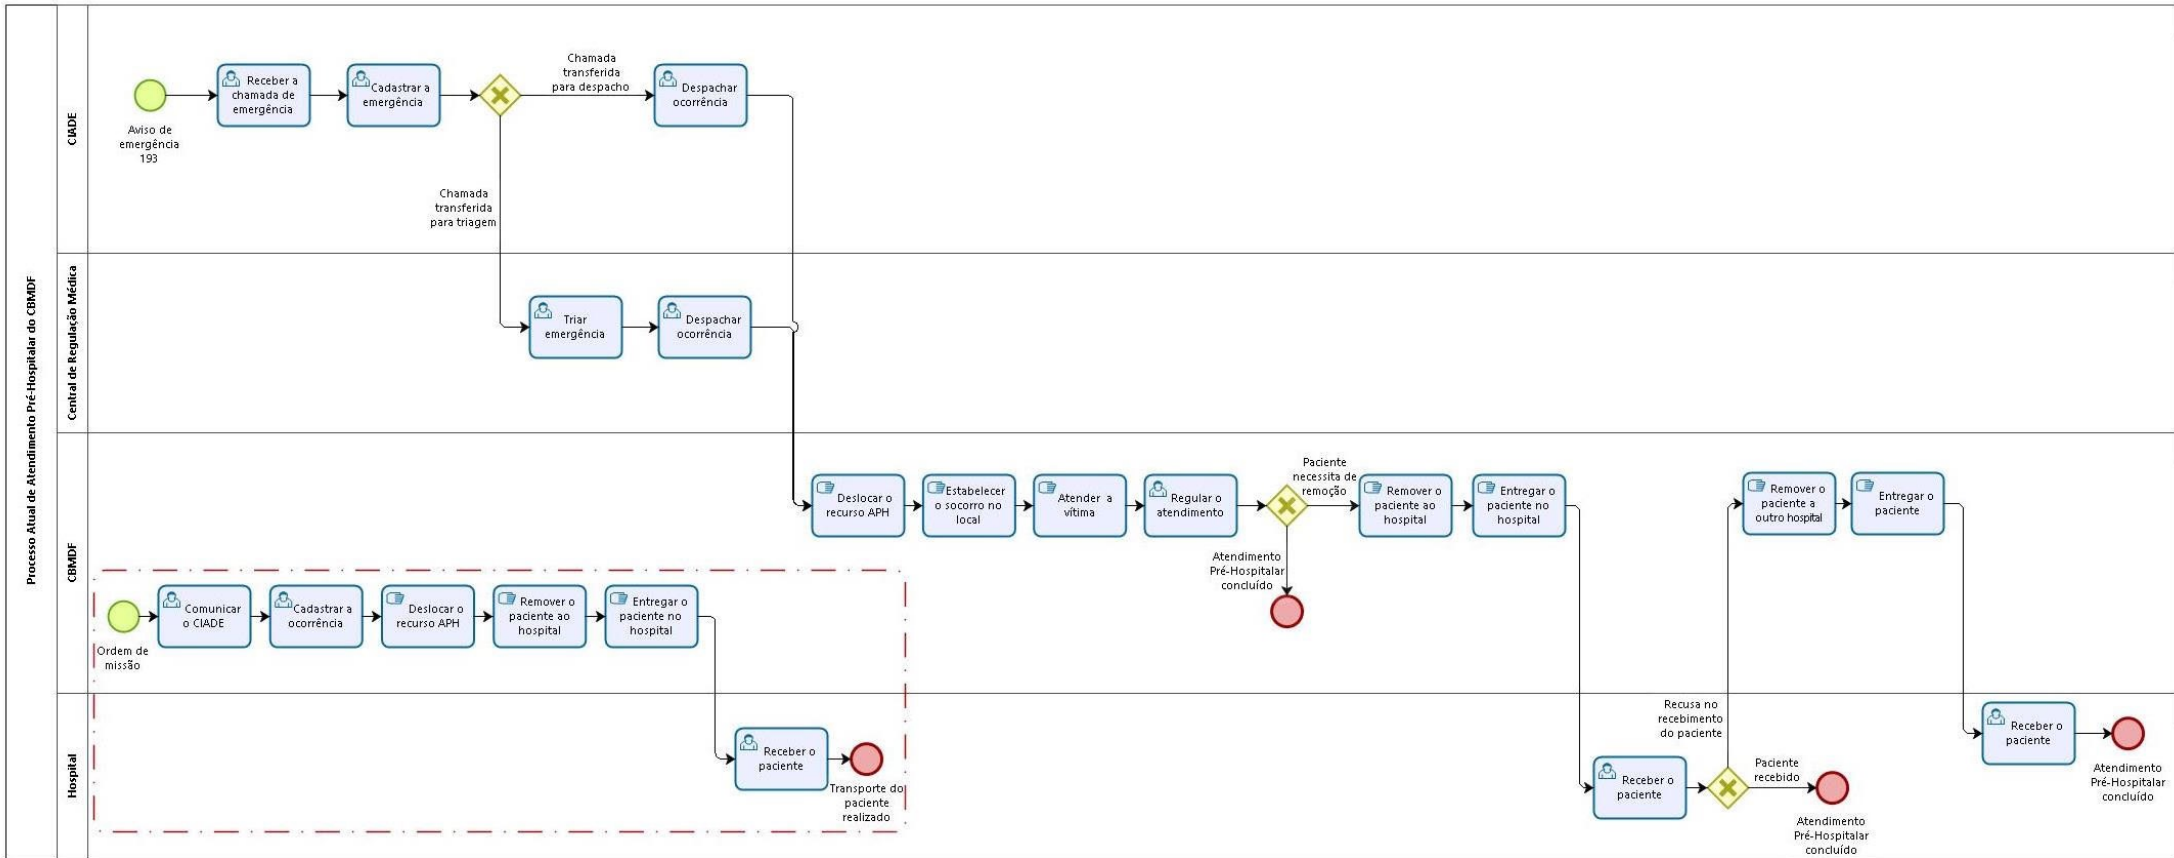 Processo Atual de Atendimento Pré-Hospitalar do CBMDF
CIADE
Aviso de
emergência
193
Receber a
chamada de
emergência
Cadastrar a
emergência
Chamada
transferida
para despacho
Despachar
ocorrência
Chamada
transferida
para triagem
Central de Regulação Médica
Triar
emergência
Despachar
ocorrência
CBMDF
Deslocar o
recurso APH
Estabelecer
o socorro no
local
Atender a
vítima
Regular o
atendimento
Paciente
necessita de
remoção
Atendimento
Pré-Hospitalar
concluído
Remover o
paciente ao
hospital
Entregar o
paciente no
hospital
Remover o
paciente a
outro hospital
Entregar o
paciente
Ordem de
missão
Comunicar
o CIADE
Cadastrar a
ocorrência
Deslocar o
recurso APH
Remover o
paciente ao
hospital
Entregar o
paciente no
hospital
Hospital
Receber o
paciente
Transporte do
paciente
realizado
Receber o
paciente
Recusa no
recebimento
do paciente
Paciente
recebido
Atendimento
Pré-Hospitalar
concluído
Receber o
paciente
Atendimento
Pré-Hospitalar
concluído